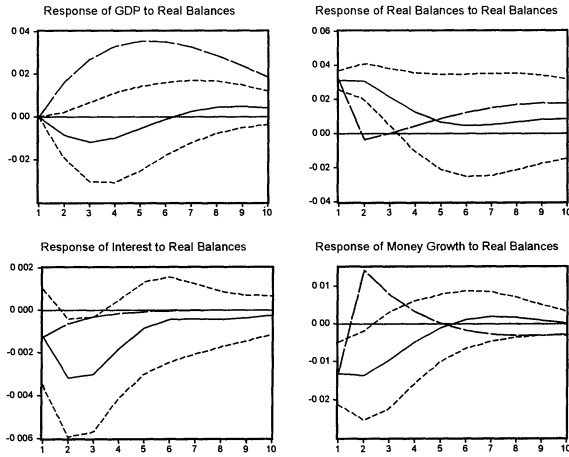 Response of GDP to Real Balances
0 04
0 02
0 00
-0 02
1 2 3 4 5 6 7 8 9 10
Response of Real Balances to Real Balances
0 06
0 04
0 02
0 00
-0 02
-0 04
1 2 3 4 5 6 7 8 9 10
Response of Interest to Real Balances
0 002
0 000
-0 002
-0 004
-0 006
1 2 3 4 5 6 7 8 9 10
Response of Money Growth to Real Balances
0 01
0 00
-0 01
-0 02
1 2 3 4 5 6 7 8 9 10